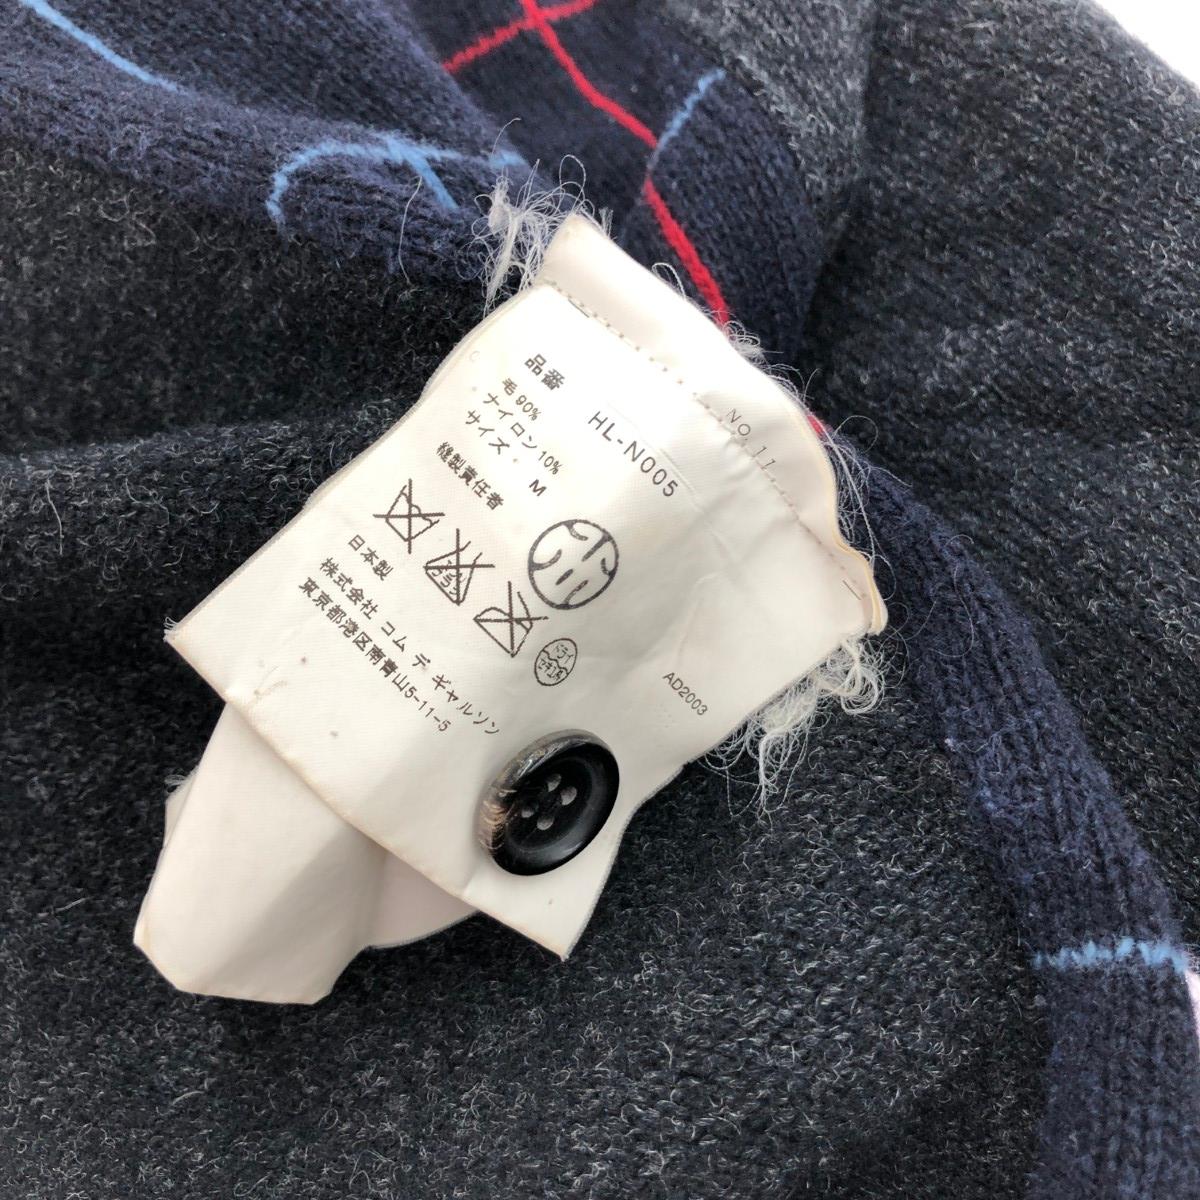 NO.11
品番 HL-N005
毛 90%
ナイロン 10%
サイズ M
縫製責任者
日本製
株式会社 コム デ ギャルソン
東京都港区南青山5-11-5
AD2003